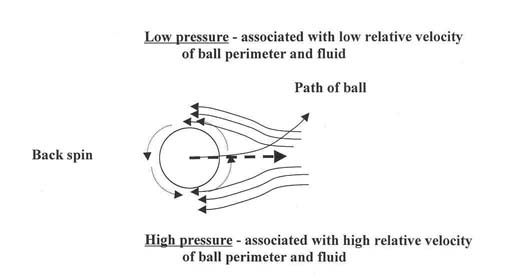 Low pressure - associated with low relative velocity
of ball perimeter and fluid
Path of ball
Back spin
High pressure - associated with high relative velocity
of ball perimeter and fluid